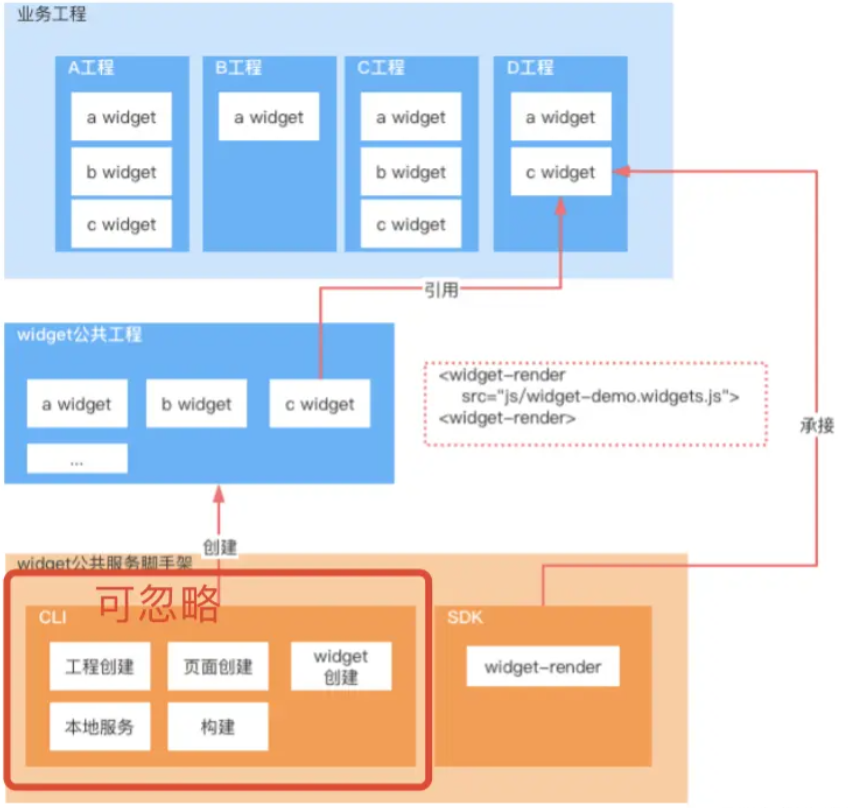 业务工程
A工程
B工程
C工程
D工程
a widget
a widget
a widget
a widget
b widget
b widget
c widget
c widget
c widget
引用
widget公共工程
a widget
b widget
c widget
...
<widget-render
src="js/widget-demo.widgets.js">
<widget-render>
承接
创建
widget公共服务脚手架
可忽略
CLI
工程创建
页面创建
widget
创建
本地服务
构建
SDK
widget-render